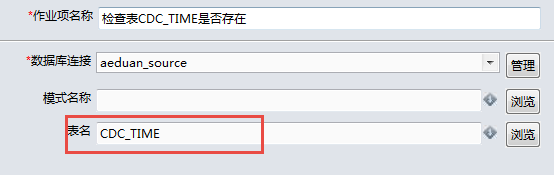 *作业项名称 检查表CDC_TIME是否存在
*数据库连接 aeduan_source 管理
模式名称 浏览
表名 CDC_TIME 浏览